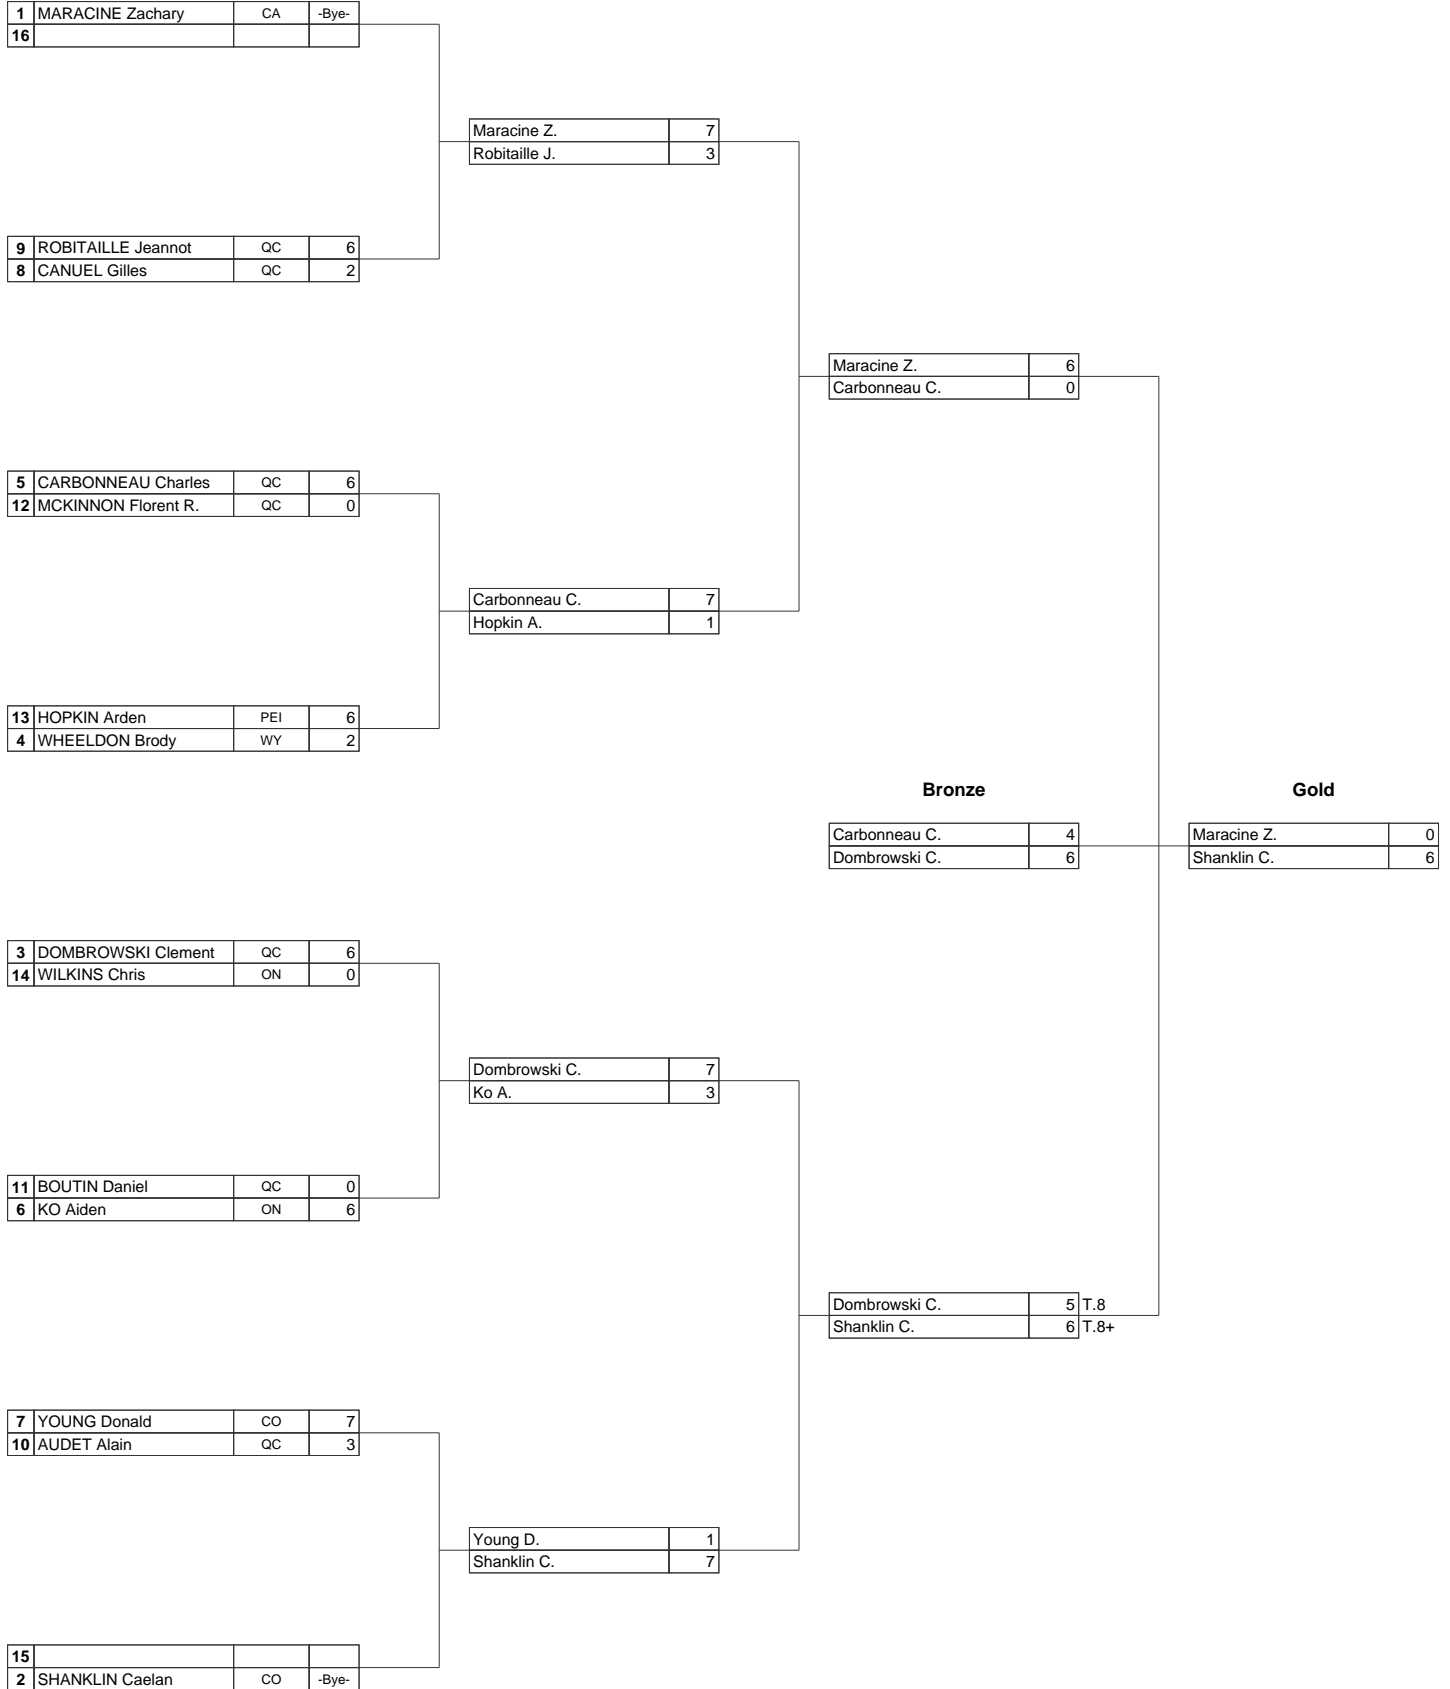 1 MARACINE Zachary CA -Bye-
16
Maracine Z. 7
Robitaille J. 3
9 ROBITAILLE Jeannot QC 6
8 CANUEL Gilles QC 2
Maracine Z. 6
Carbonneau C. 0
5 CARBONNEAU Charles QC 6
12 MCKINNON Florent R. QC 0
Carbonneau C. 7
Hopkin A. 1
13 HOPKIN Arden PEI 6
4 WHEELDON Brody WY 2
Bronze Gold
Carbonneau C. 4 Maracine Z. 0
Dombrowski C. 6 Shanklin C. 6
3 DOMBROWSKI Clement QC 6
14 WILKINS Chris ON 0
Dombrowski C. 7
Ko A. 3
11 BOUTIN Daniel QC 0
6 KO Aiden ON 6
Dombrowski C. 5 T.8
Shanklin C. 6 T.8+
7 YOUNG Donald CO 7
10 AUDET Alain QC 3
Young D. 1
Shanklin C. 7
15
2 SHANKLIN Caelan CO -Bye-